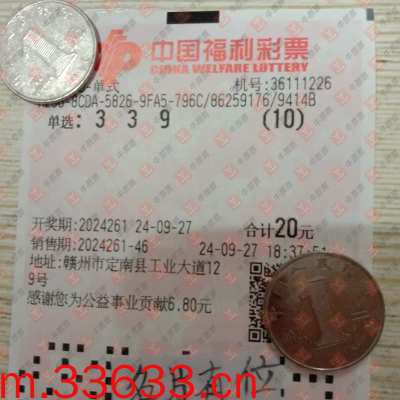 中国福利彩票
CHINA WELFARE LOTTERY
单式 机号:36111226
-8CDA-5826-9FA5-796C/86259176/9414B
单选: 3 3 9 (10)
开奖期:2024261 24-09-27 合计20元
销售期:2024261-46 24-09-27 18:37:51
地址:赣州市定南县工业大道12
9号
感谢您为公益事业贡献6.80元
m.33633.cn